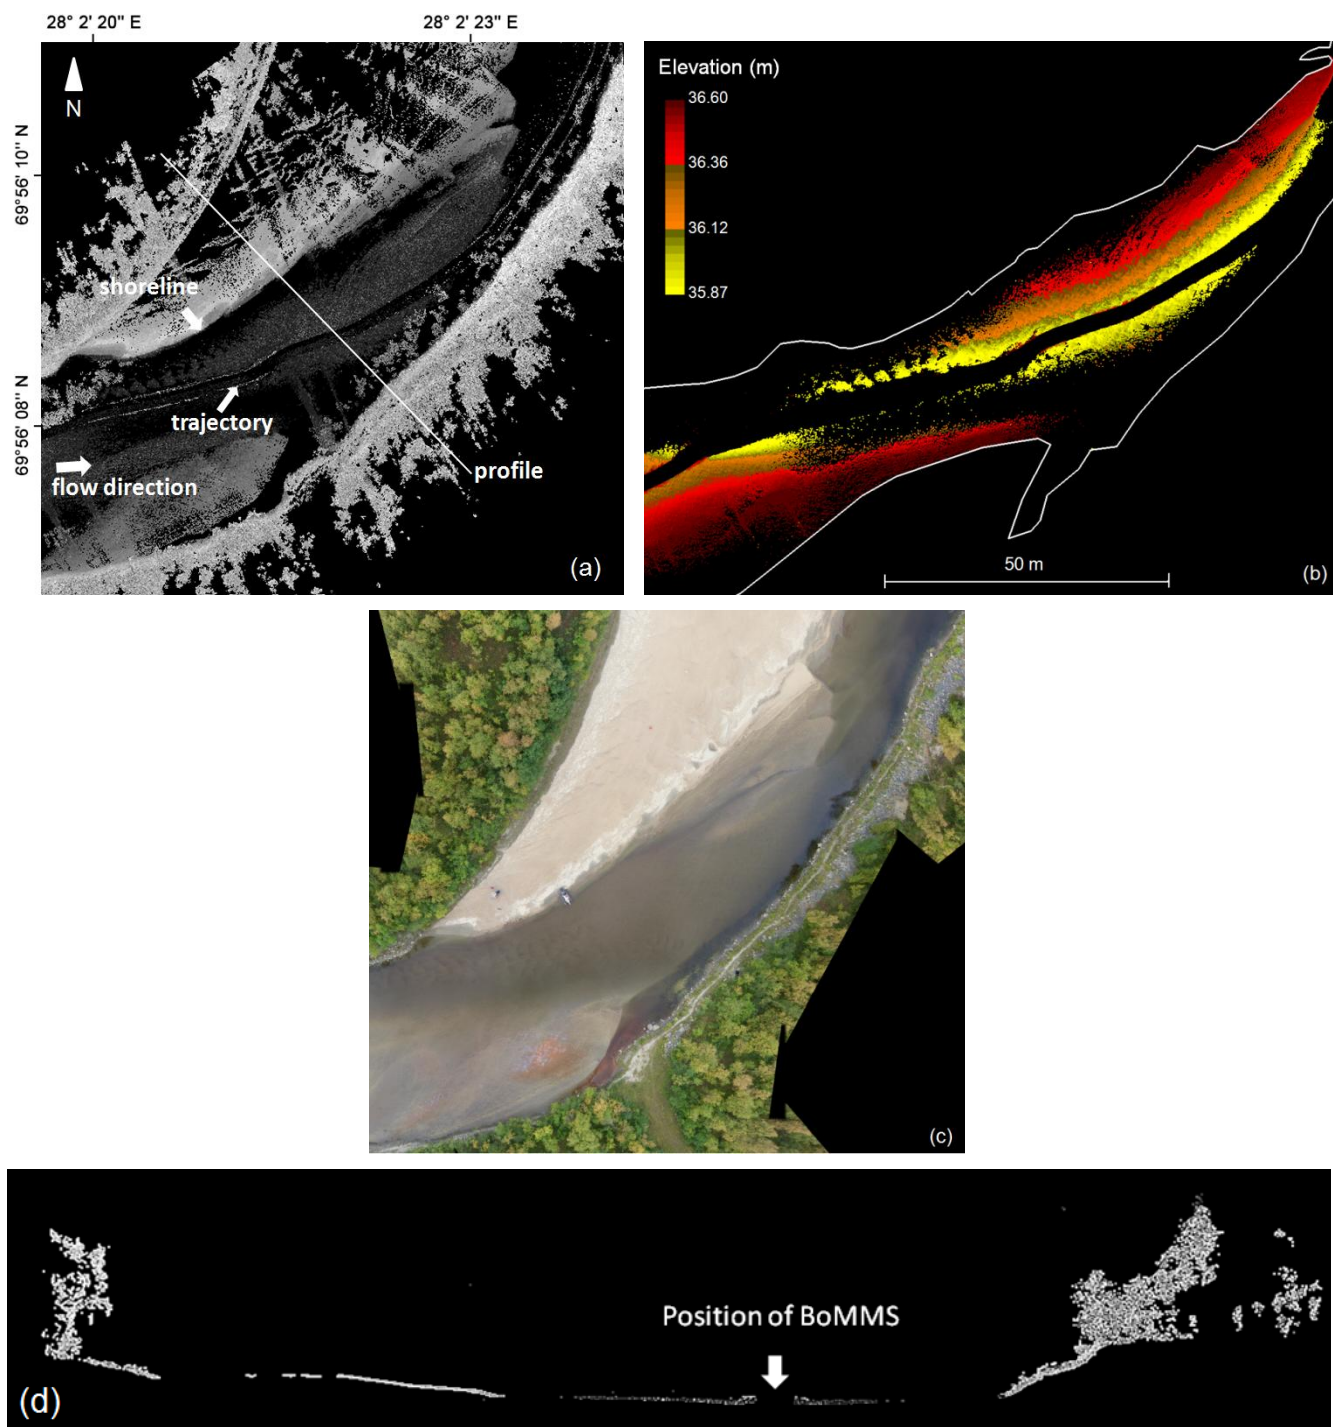 28° 2' 20" E
28° 2' 23" E
N
69° 56' 10" N
69°56' 08" N
shoreline
trajectory
flow direction
profile
(a)
Elevation (m)
36.60
36.36
36.12
35.87
50 m
(b)
(c)
Position of BoMMS
(d)